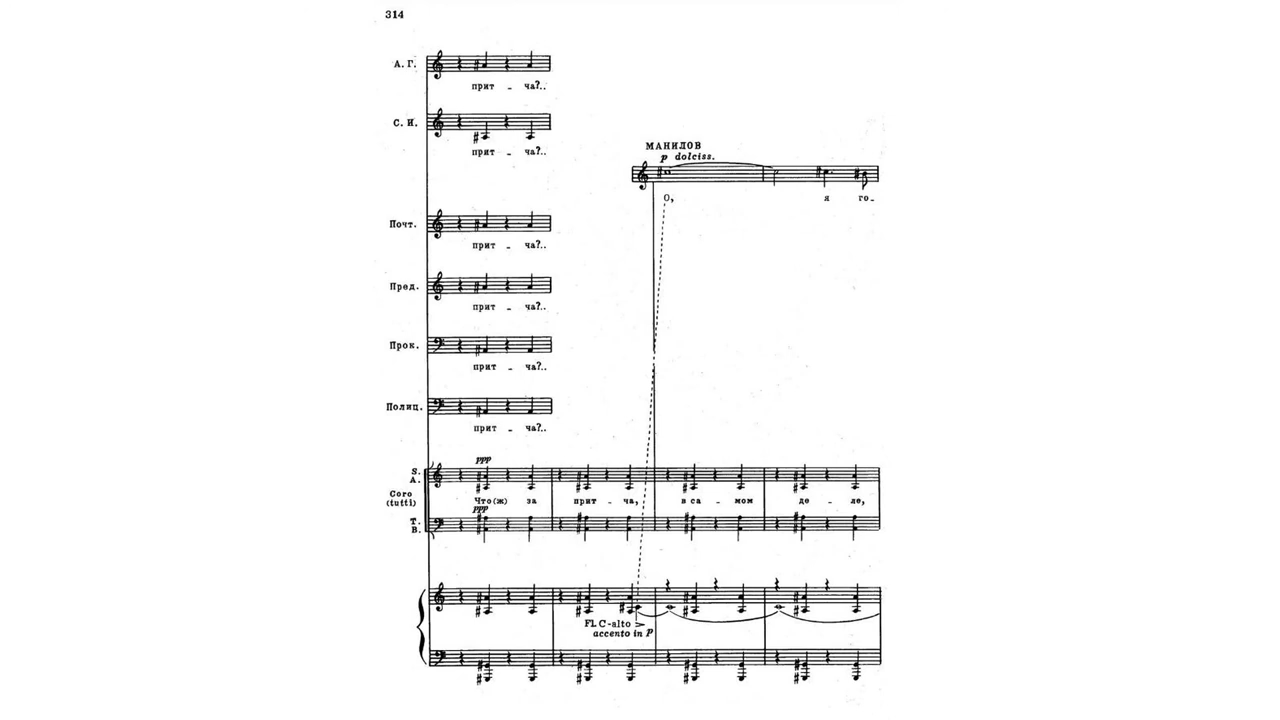 314
А. Г.
прит - ча?..
С. И.
прит - ча?..
МАНИЛОВ
p dolciss.
О, я го-
Почт.
прит - ча?..
Пред.
прит - ча?..
Прок.
прит - ча?..
Полиц.
прит - ча?..
ppp
S.
A.
Coro
(tutti)
Что(ж) за прит - ча, в са - мом де - ле,
ppp
T.
B.
Fl. C-alto
accento in p